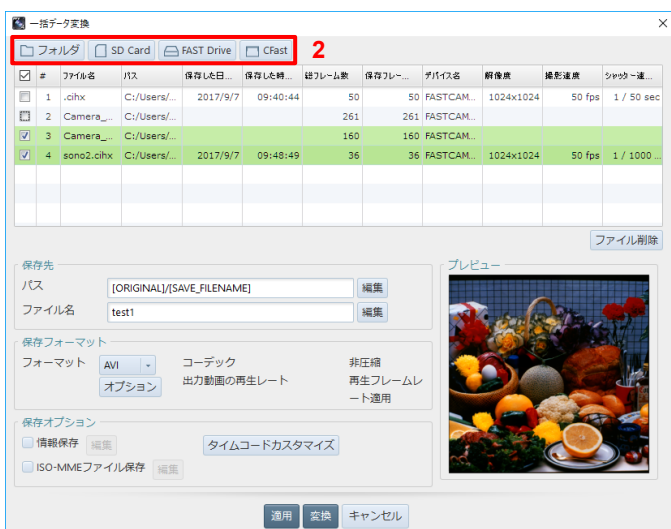 一括データ変換
フォルダ SD Card FAST Drive CFast 2
# ファイル名 パス 保存した日... 保存した時... 総フレーム数 保存フレー... デバイス名 解像度 撮影速度 シャッター速...
1 .cihx C:/Users/... 2017/9/7 09:40:44 50 50 FASTCAM... 1024x1024 50 fps 1 / 50 sec
2 Camera_... C:/Users/... 261 261 FASTCAM...
3 Camera_... C:/Users/... 160 160 FASTCAM...
4 sono2.cihx C:/Users/... 2017/9/7 09:48:49 36 36 FASTCAM... 1024x1024 50 fps 1 / 1000 ...
ファイル削除
保存先
パス [ORIGINAL]/[SAVE_FILENAME] 編集
ファイル名 test1 編集
保存フォーマット
フォーマット AVI コーデック 非圧縮
オプション 出力動画の再生レート 再生フレームレ
ート適用
保存オプション
情報保存 編集 タイムコードカスタマイズ
ISO-MMEファイル保存 編集
プレビュー
適用 変換 キャンセル